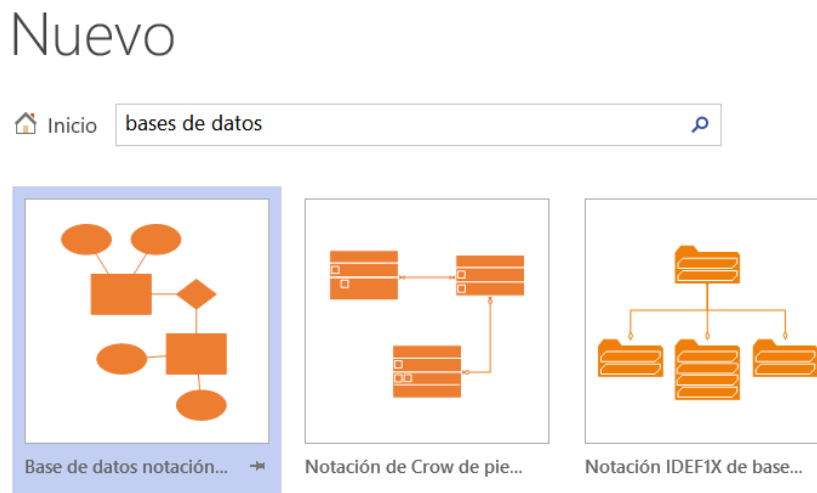 Nuevo
Inicio
bases de datos
Base de datos notación...
Notación de Crow de pie...
Notación IDEF1X de base...